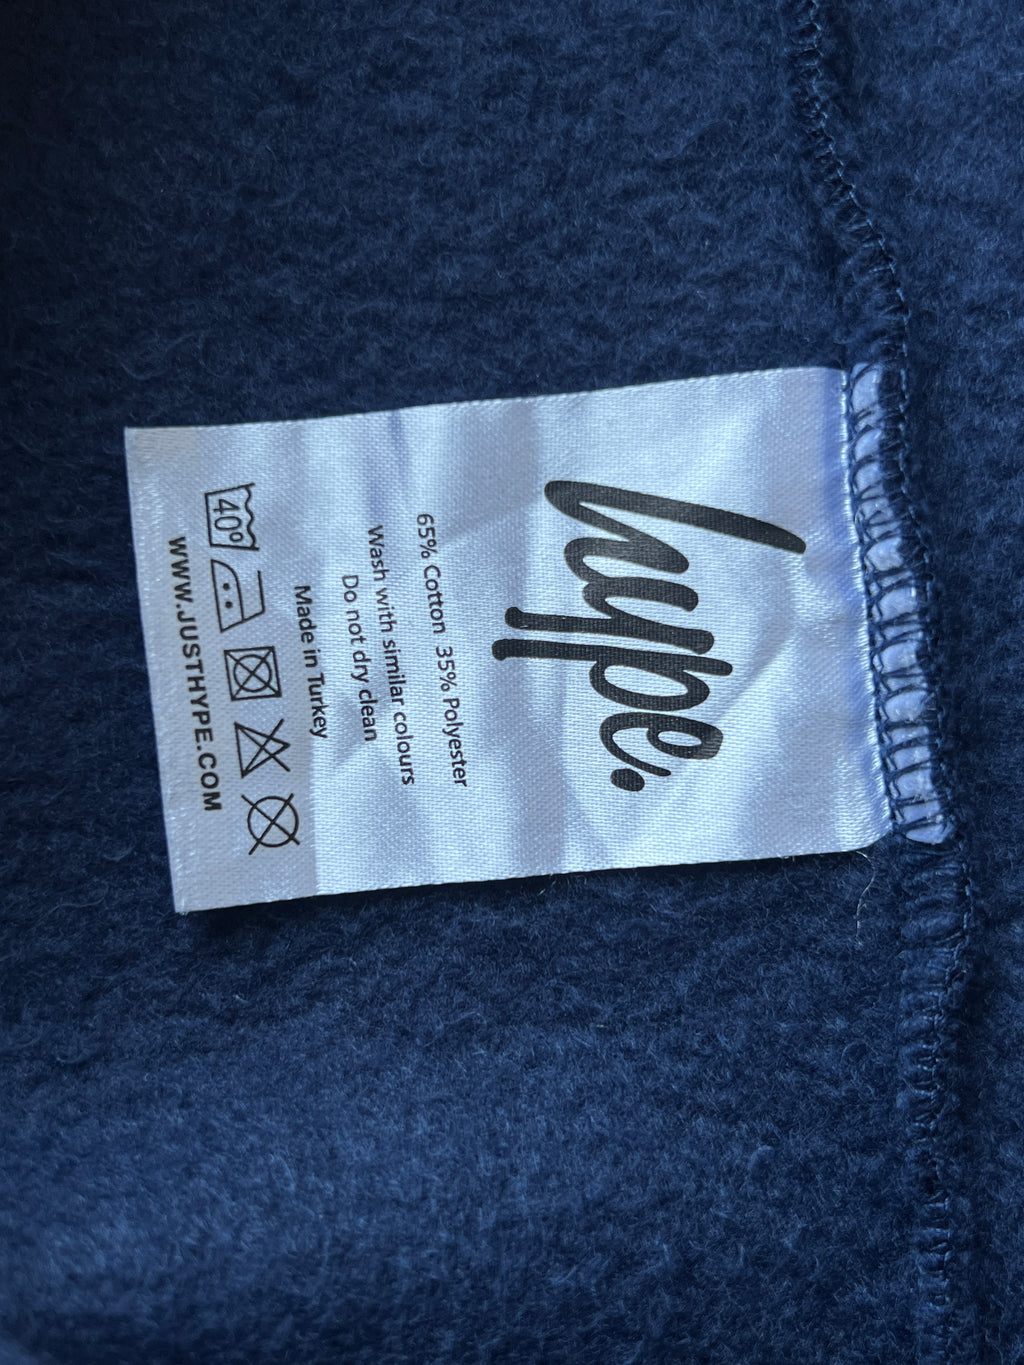 hype.
65% Cotton 35% Polyester
Wash with similar colours
Do not dry clean
Made in Turkey
40º
WWW.JUSTHYPE.COM